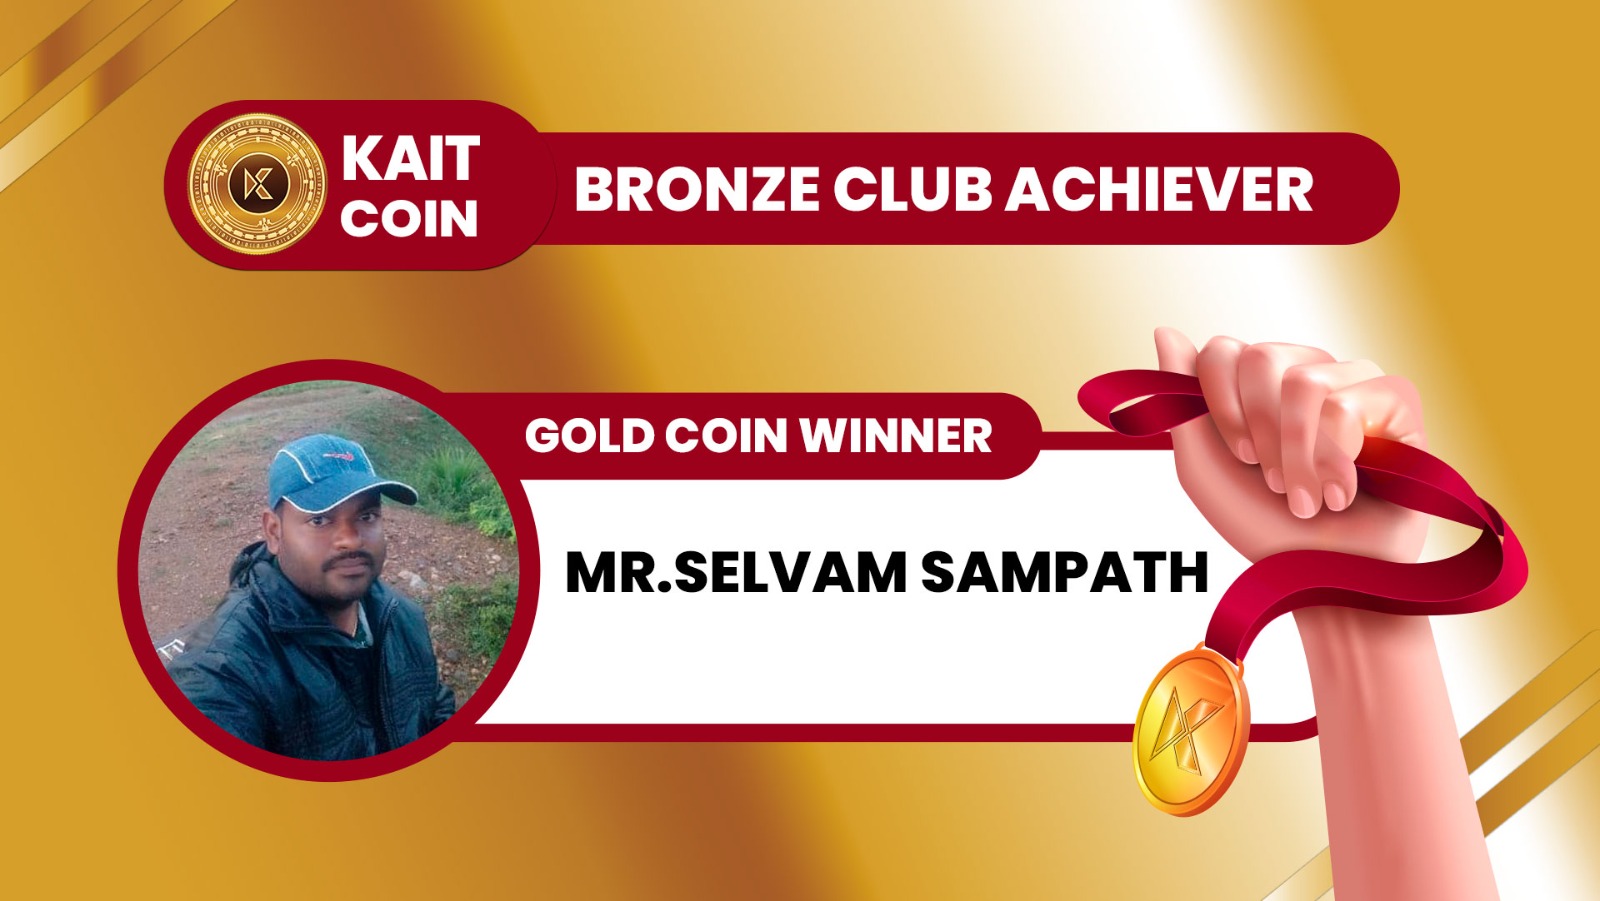 KAIT
COIN
BRONZE CLUB ACHIEVER
GOLD COIN WINNER
MR.SELVAM SAMPATH